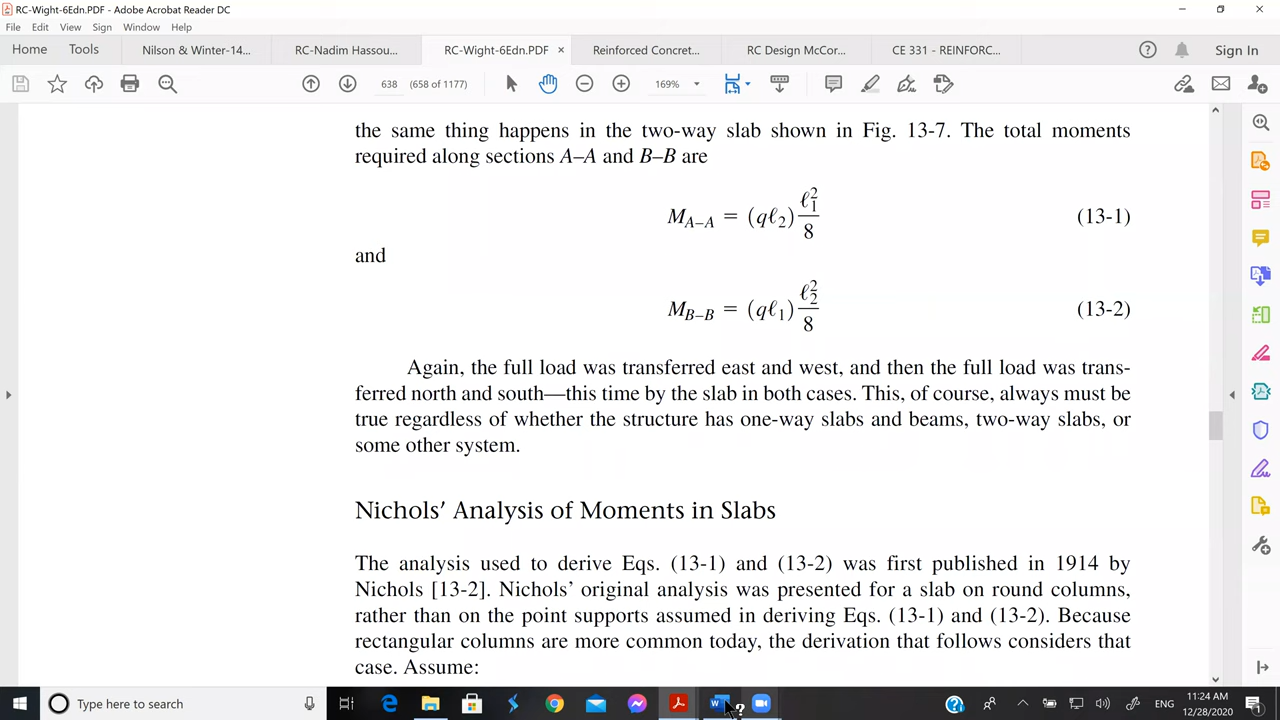 RC-Wight-6Edn.PDF - Adobe Acrobat Reader DC
File Edit View Sign Window Help
Home Tools Nilson & Winter-14... RC-Nadim Hassou... RC-Wight-6Edn.PDF × Reinforced Concret... RC Design McCor... CE 331 - REINFORC... Sign In
638 (658 of 1177) 169%
the same thing happens in the two-way slab shown in Fig. 13-7. The total moments
required along sections A–A and B–B are
M_{A–A} = (qℓ₂) ℓ₁²/8 (13-1)
and
M_{B–B} = (qℓ₁) ℓ₂²/8 (13-2)
Again, the full load was transferred east and west, and then the full load was trans-
ferred north and south—this time by the slab in both cases. This, of course, always must be
true regardless of whether the structure has one-way slabs and beams, two-way slabs, or
some other system.
Nichols’ Analysis of Moments in Slabs
The analysis used to derive Eqs. (13-1) and (13-2) was first published in 1914 by
Nichols [13-2]. Nichols’ original analysis was presented for a slab on round columns,
rather than on the point supports assumed in deriving Eqs. (13-1) and (13-2). Because
rectangular columns are more common today, the derivation that follows considers that
case. Assume:
Type here to search
ENG
11:24 AM
12/28/2020